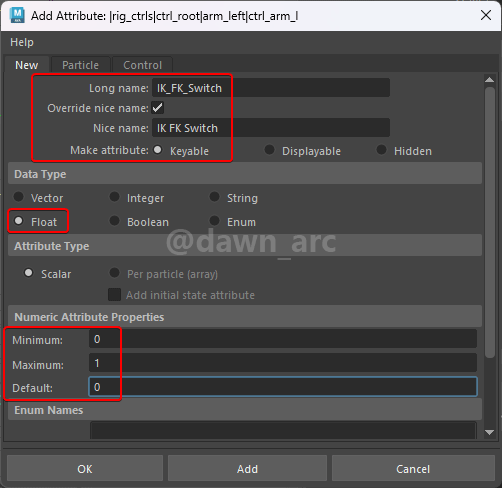 Add Attribute: |rig_ctrls|ctrl_root|arm_left|ctrl_arm_l
Help
New Particle Control
Long name: IK_FK_Switch
Override nice name:
Nice name: IK FK Switch
Make attribute: Keyable Displayable Hidden
Data Type
Vector Integer String
Float Boolean Enum
@dawn_arc
Attribute Type
Scalar Per particle (array)
Add initial state attribute
Numeric Attribute Properties
Minimum: 0
Maximum: 1
Default: 0
Enum Names
OK Add Cancel